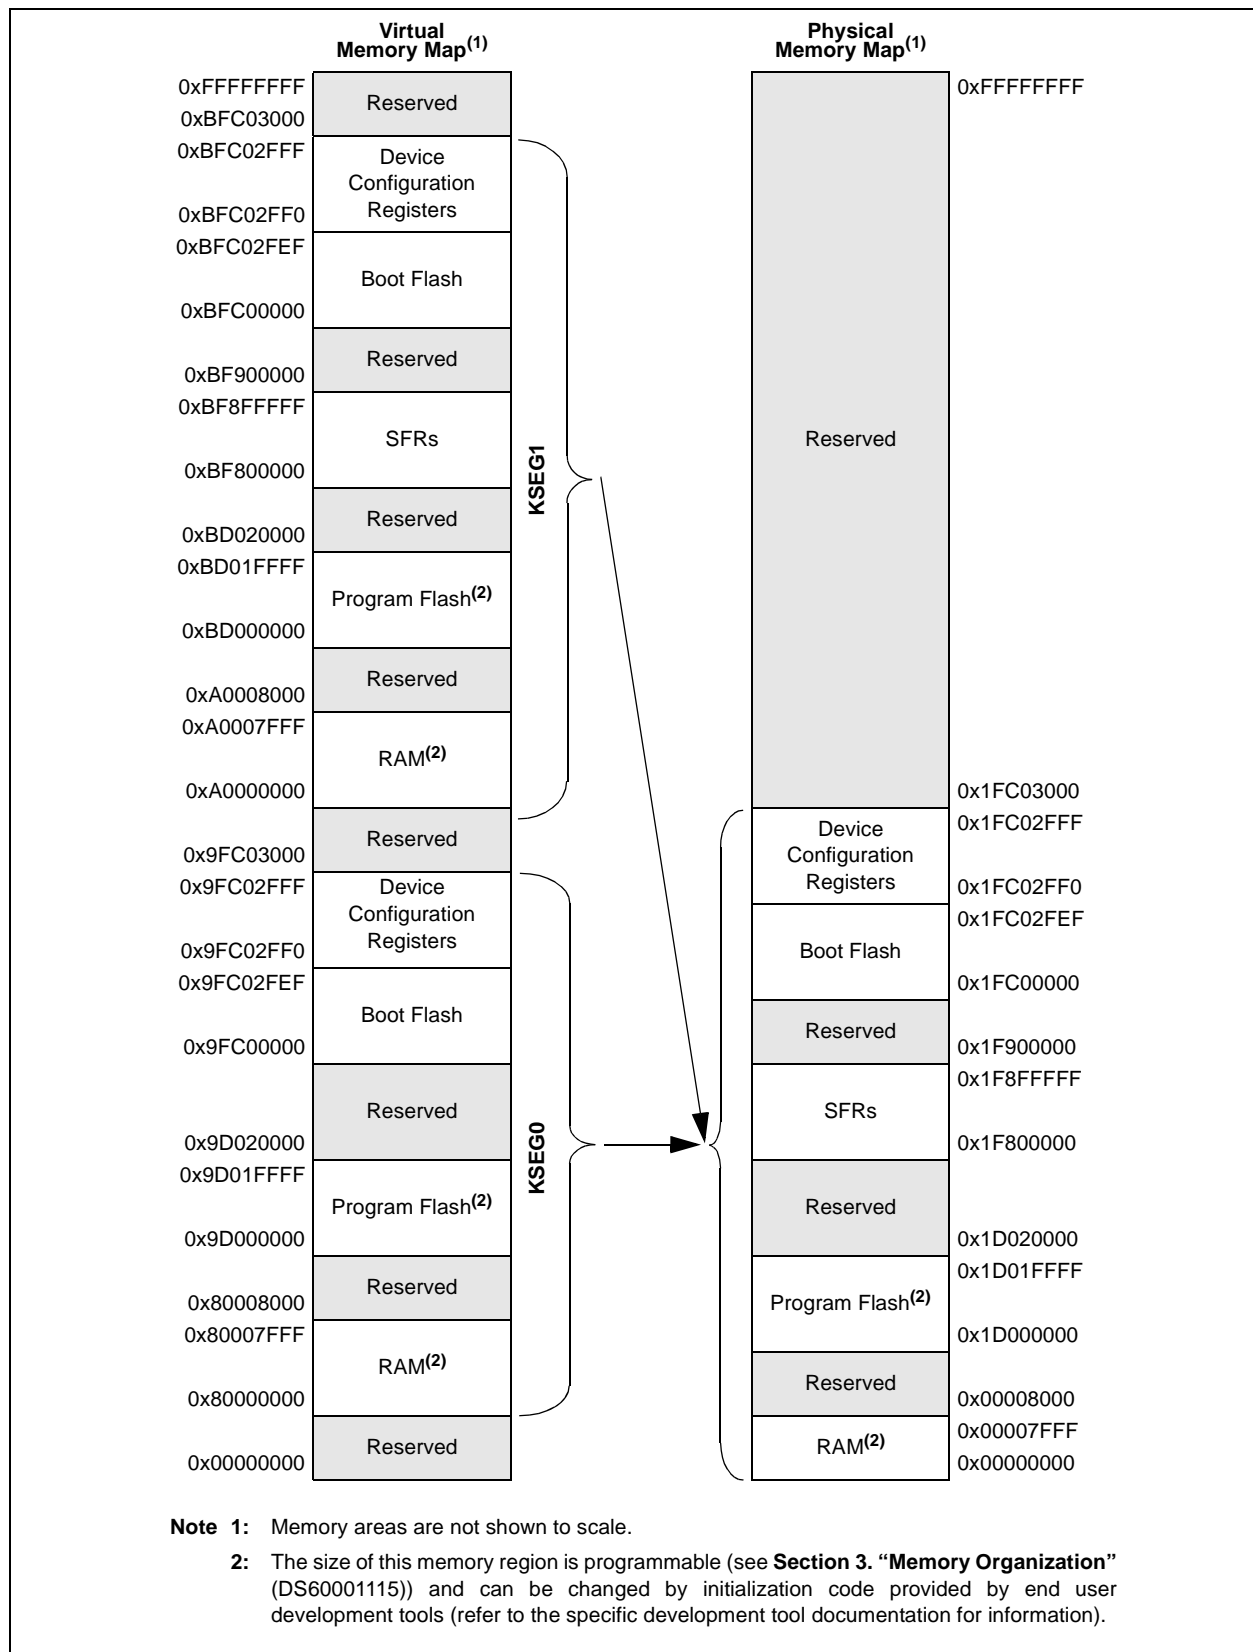 Virtual
Memory Map(1)
Physical
Memory Map(1)
0xFFFFFFFF
Reserved
0xBFC03000
0xBFC02FFF
Device
Configuration
Registers
0xBFC02FF0
0xBFC02FEF
Boot Flash
0xBFC00000
Reserved
0xBF900000
0xBF8FFFFF
SFRs
0xBF800000
Reserved
0xBD020000
0xBD01FFFF
Program Flash(2)
0xBD000000
Reserved
0xA0008000
0xA0007FFF
RAM(2)
0xA0000000
Reserved
0x9FC03000
0x9FC02FFF
Device
Configuration
Registers
0x9FC02FF0
0x9FC02FEF
Boot Flash
0x9FC00000
Reserved
0x9D020000
0x9D01FFFF
Program Flash(2)
0x9D000000
Reserved
0x80008000
0x80007FFF
RAM(2)
0x80000000
Reserved
0x00000000
KSEG1
KSEG0
0xFFFFFFFF
Reserved
0x1FC03000
0x1FC02FFF
Device
Configuration
Registers
0x1FC02FF0
0x1FC02FEF
Boot Flash
0x1FC00000
Reserved
0x1F900000
0x1F8FFFFF
SFRs
0x1F800000
Reserved
0x1D020000
0x1D01FFFF
Program Flash(2)
0x1D000000
Reserved
0x00008000
0x00007FFF
RAM(2)
0x00000000
Note 1: Memory areas are not shown to scale.
2: The size of this memory region is programmable (see Section 3. “Memory Organization”
(DS60001115)) and can be changed by initialization code provided by end user
development tools (refer to the specific development tool documentation for information).